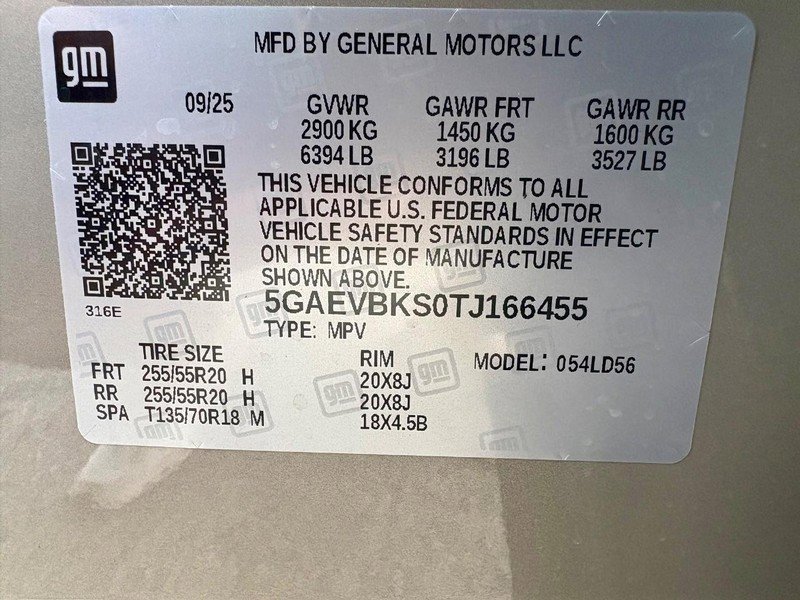 gm
MFD BY GENERAL MOTORS LLC
09/25 GVWR GAWR FRT GAWR RR
2900 KG 1450 KG 1600 KG
6394 LB 3196 LB 3527 LB
THIS VEHICLE CONFORMS TO ALL
APPLICABLE U.S. FEDERAL MOTOR
VEHICLE SAFETY STANDARDS IN EFFECT
ON THE DATE OF MANUFACTURE
SHOWN ABOVE.
316E
5GAEVBKS0TJ166455
TYPE: MPV
TIRE SIZE RIM MODEL: 054LD56
FRT 255/55R20 H 20X8J
RR 255/55R20 H 20X8J
SPA T135/70R18 M 18X4.5B